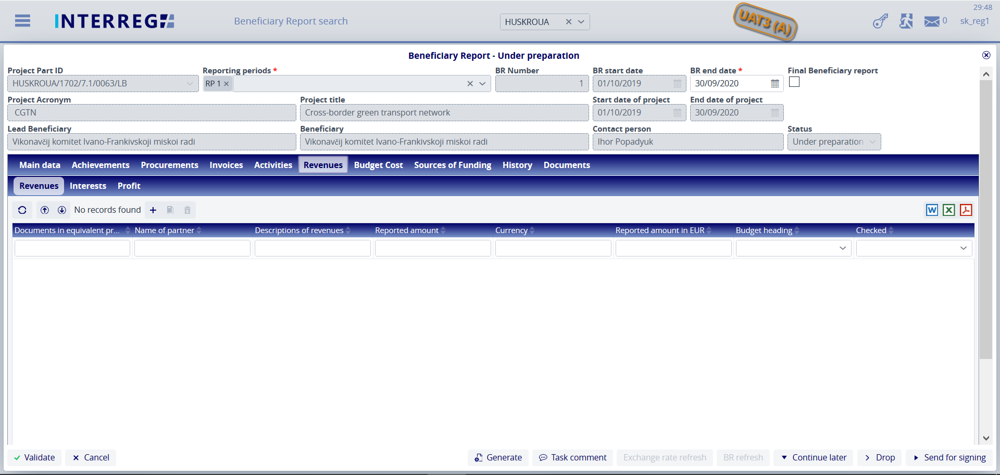 29:48
INTERREG
Beneficiary Report search
HUSKROUA
UAT3 (A)
0
sk_reg1
Beneficiary Report - Under preparation
Project Part ID
Reporting periods *
BR Number
BR start date
BR end date *
Final Beneficiary report
HUSKROUA/1702/7.1/0063/LB
RP 1
1
01/10/2019
30/09/2020
Project Acronym
Project title
Start date of project
End date of project
CGTN
Cross-border green transport network
01/10/2019
30/09/2020
Lead Beneficiary
Beneficiary
Contact person
Status
Vikonavčij komitet Ivano-Frankivskoji miskoi radi
Vikonavčij komitet Ivano-Frankivskoji miskoi radi
Ihor Popadyuk
Under preparation
Main data Achievements Procurements Invoices Activities Revenues Budget Cost Sources of Funding History Documents
Revenues Interests Profit
No records found
Documents in equivalent pr... Name of partner Descriptions of revenues Reported amount Currency Reported amount in EUR Budget heading Checked
Validate Cancel Generate Task comment Exchange rate refresh BR refresh Continue later Drop Send for signing